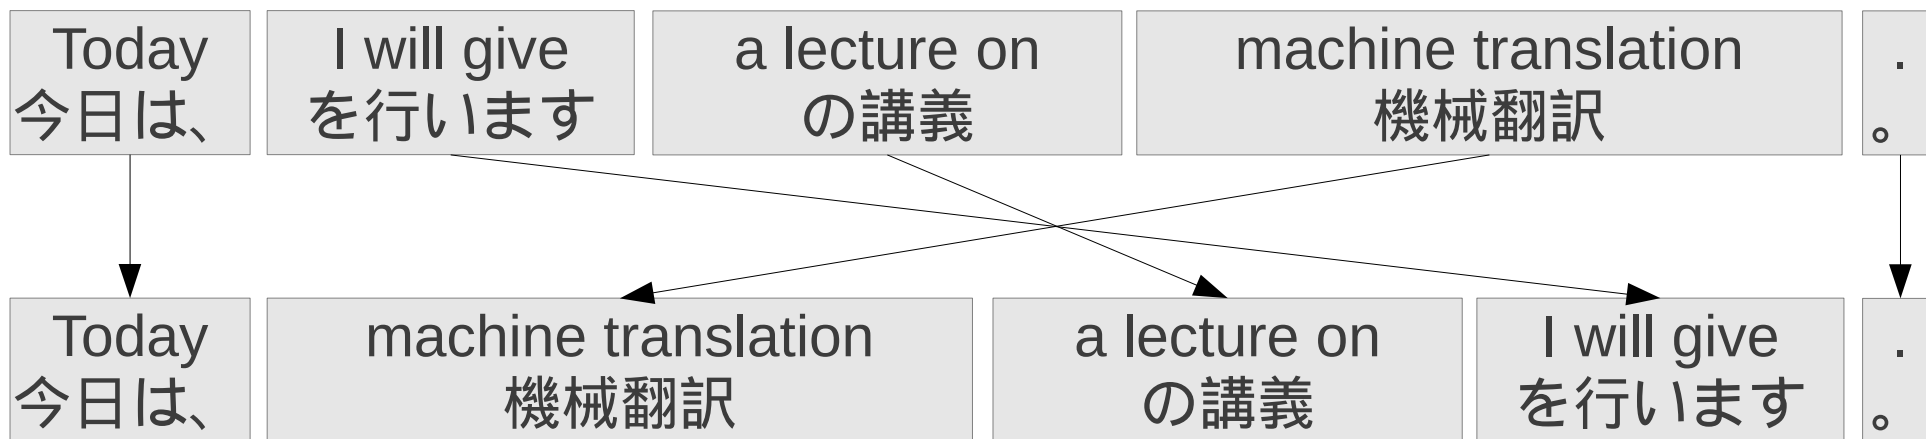 Today I will give a lecture on machine translation .
今日は、 を行います の講義 機械翻訳 。
Today machine translation a lecture on I will give .
今日は、 機械翻訳 の講義 を行います 。